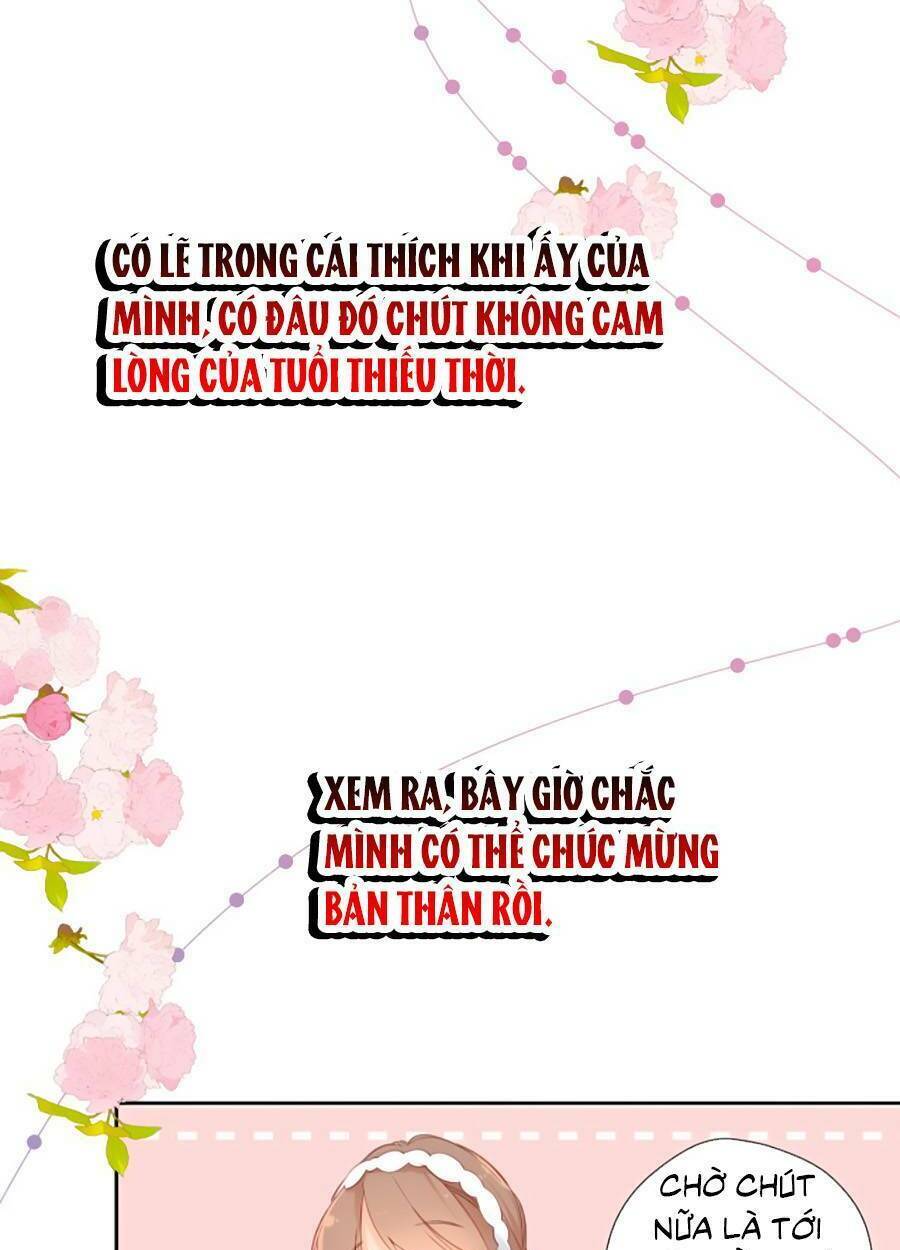 CÓ LẼ TRONG CÁI THÍCH KHI ẤY CỦA
MÌNH, CÓ ĐÂU ĐÓ CHÚT KHÔNG CAM
LÒNG CỦA TUỔI THIẾU THỜI.
XEM RA, BÂY GIỜ CHẮC
MÌNH CÓ THỂ CHÚC MỪNG
BẢN THÂN RỒI.
CHỜ CHÚT
NỮA LÀ TỚI